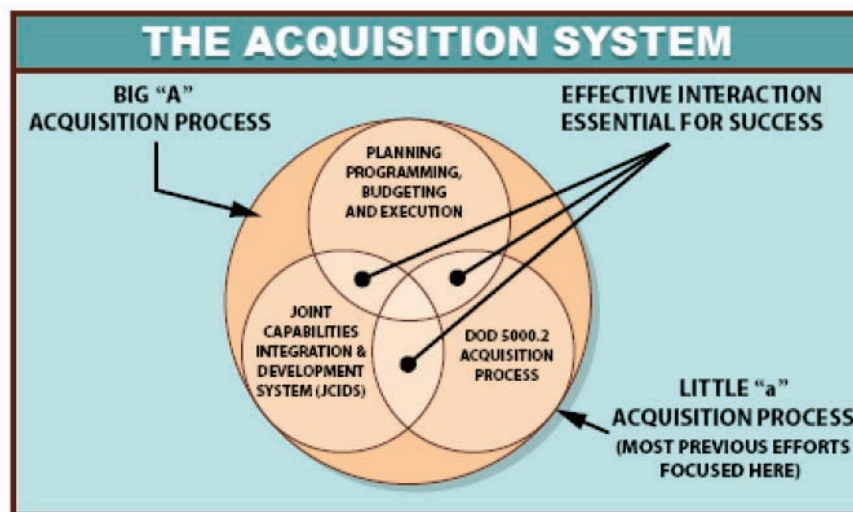 THE ACQUISITION SYSTEM
BIG “A”
ACQUISITION PROCESS
EFFECTIVE INTERACTION
ESSENTIAL FOR SUCCESS
PLANNING
PROGRAMMING,
BUDGETING
AND EXECUTION
JOINT
CAPABILITIES
INTEGRATION &
DEVELOPMENT
SYSTEM (JCIDS)
DOD 5000.2
ACQUISITION
PROCESS
LITTLE “a”
ACQUISITION PROCESS
(MOST PREVIOUS EFFORTS
FOCUSED HERE)